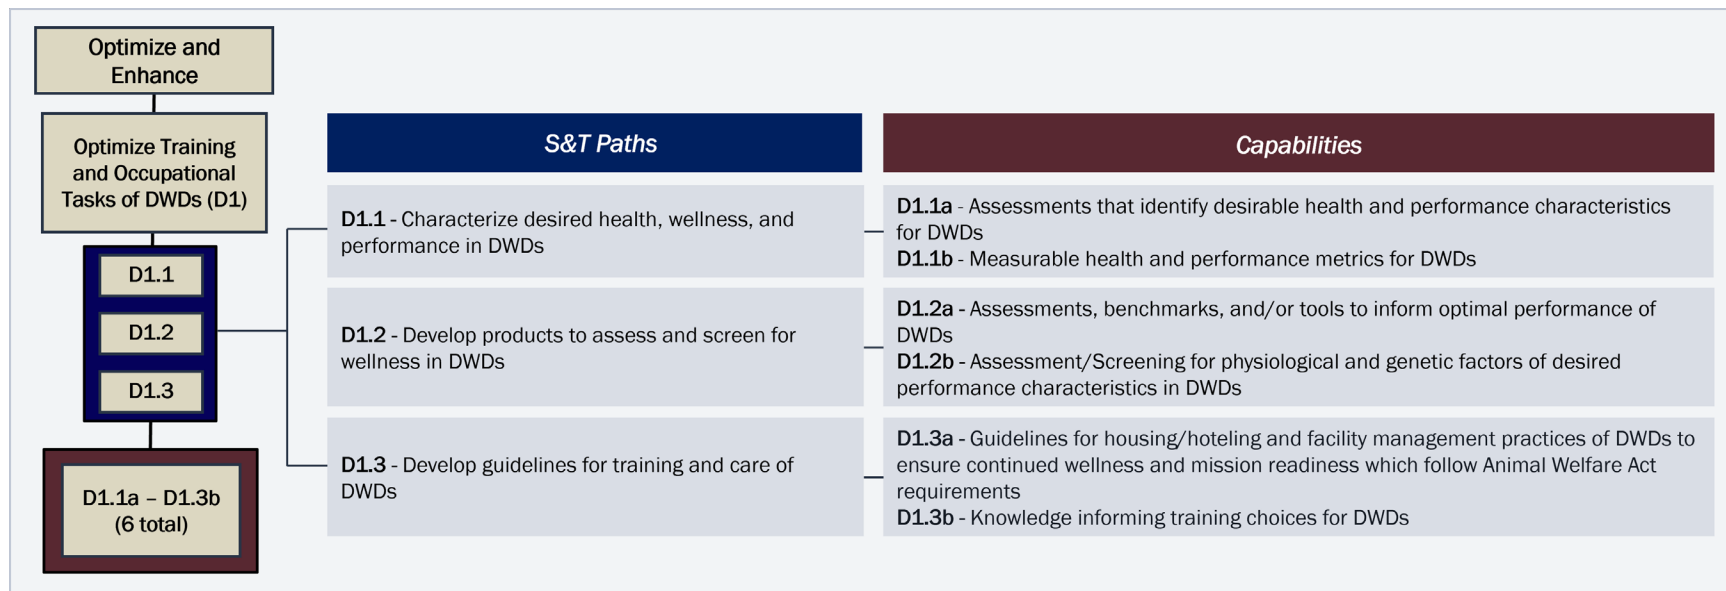 Optimize and
Enhance
Optimize Training
and Occupational
Tasks of DWDs (D1)
D1.1
D1.2
D1.3
D1.1a – D1.3b
(6 total)
S&T Paths
Capabilities
D1.1 - Characterize desired health, wellness, and
performance in DWDs
D1.1a - Assessments that identify desirable health and performance characteristics
for DWDs
D1.1b - Measurable health and performance metrics for DWDs
D1.2 - Develop products to assess and screen for
wellness in DWDs
D1.2a - Assessments, benchmarks, and/or tools to inform optimal performance of
DWDs
D1.2b - Assessment/Screening for physiological and genetic factors of desired
performance characteristics in DWDs
D1.3 - Develop guidelines for training and care of
DWDs
D1.3a - Guidelines for housing/hoteling and facility management practices of DWDs to
ensure continued wellness and mission readiness which follow Animal Welfare Act
requirements
D1.3b - Knowledge informing training choices for DWDs